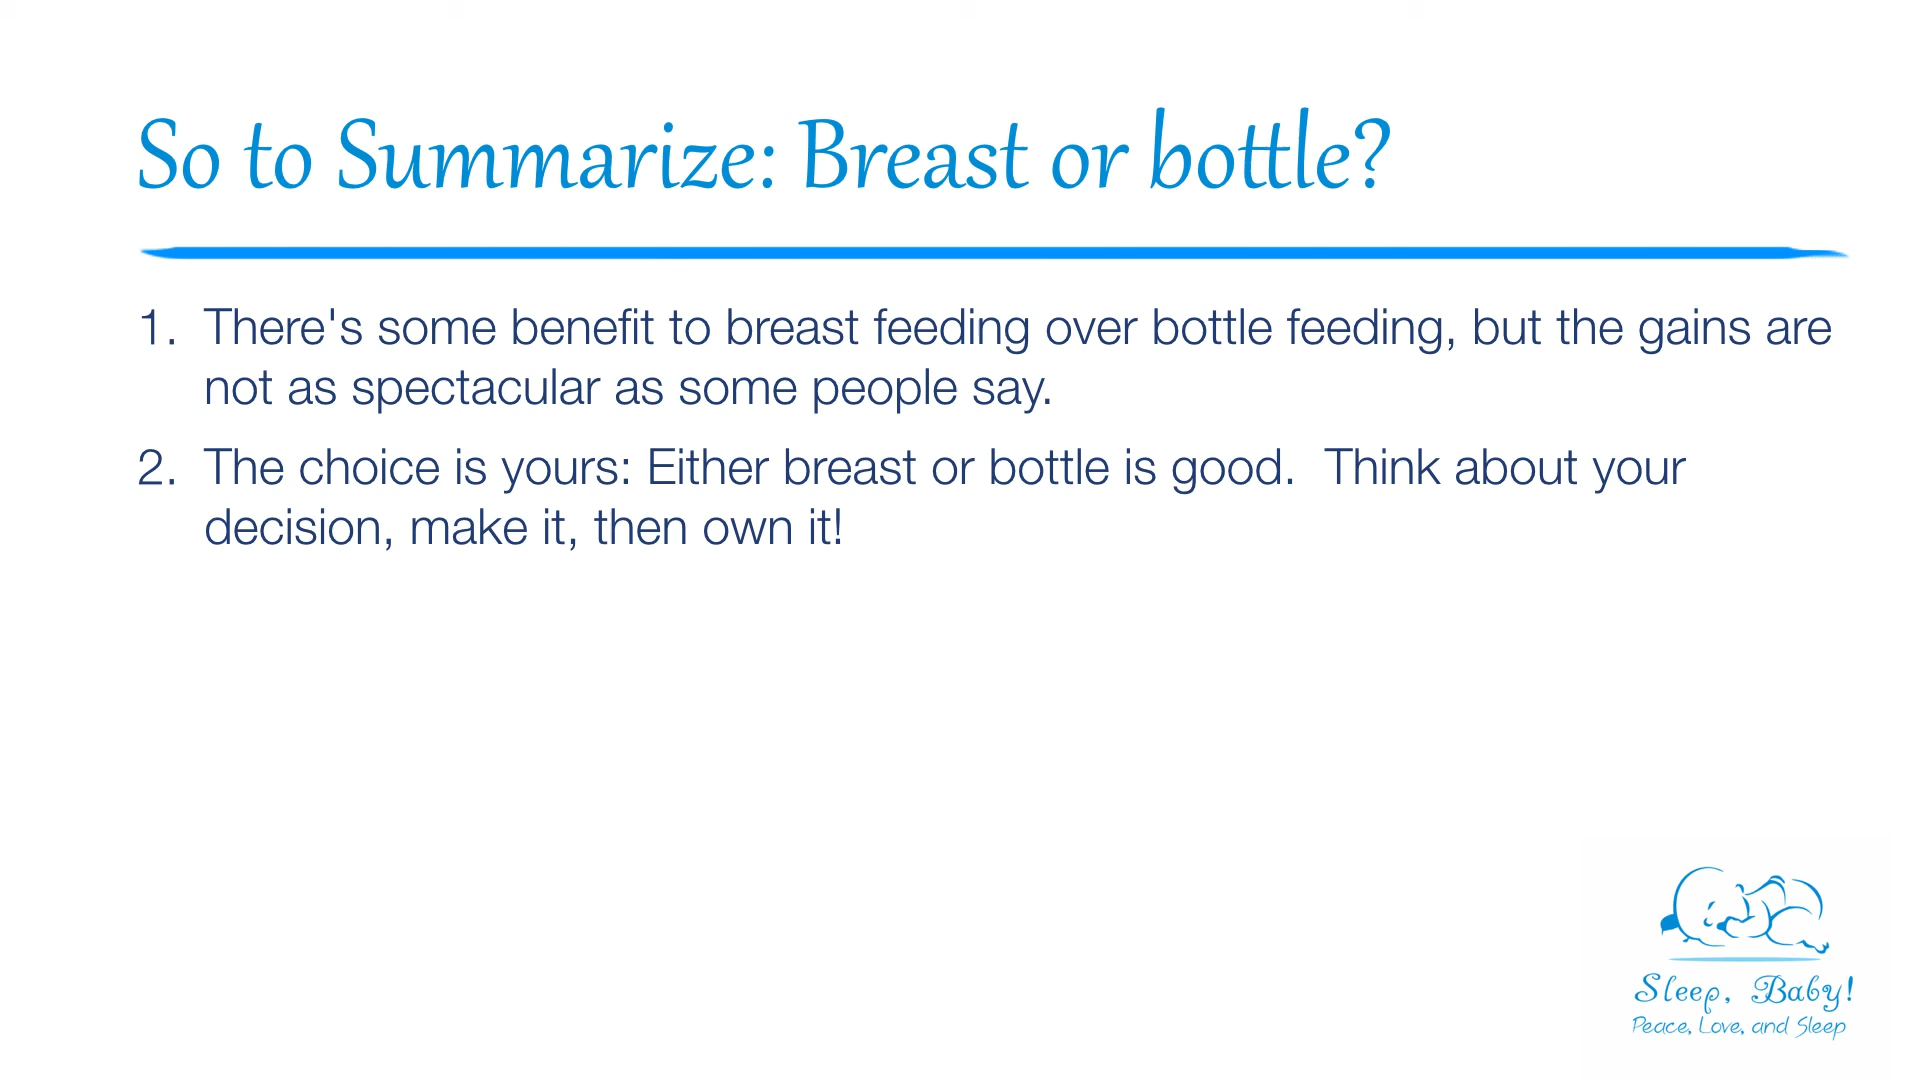 So to Summarize: Breast or bottle?
1. There's some benefit to breast feeding over bottle feeding, but the gains are
not as spectacular as some people say.
2. The choice is yours: Either breast or bottle is good.  Think about your
decision, make it, then own it!
Sleep, Baby!
Peace, Love, and Sleep